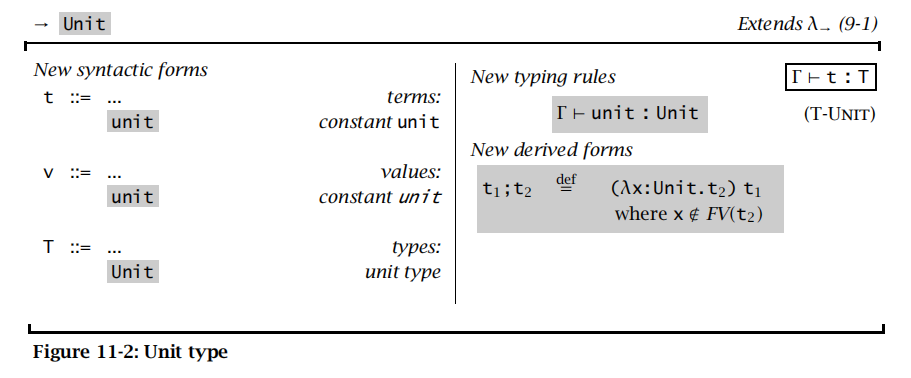 → Unit
Extends λ→ (9-1)
New syntactic forms
t ::= ... terms:
unit constant unit
v ::= ... values:
unit constant unit
T ::= ... types:
Unit unit type
New typing rules Γ ⊢ t : T
Γ ⊢ unit : Unit (T-UNIT)
New derived forms
t₁;t₂ def= (λx:Unit.t₂) t₁
where x ∉ FV(t₂)
Figure 11-2: Unit type